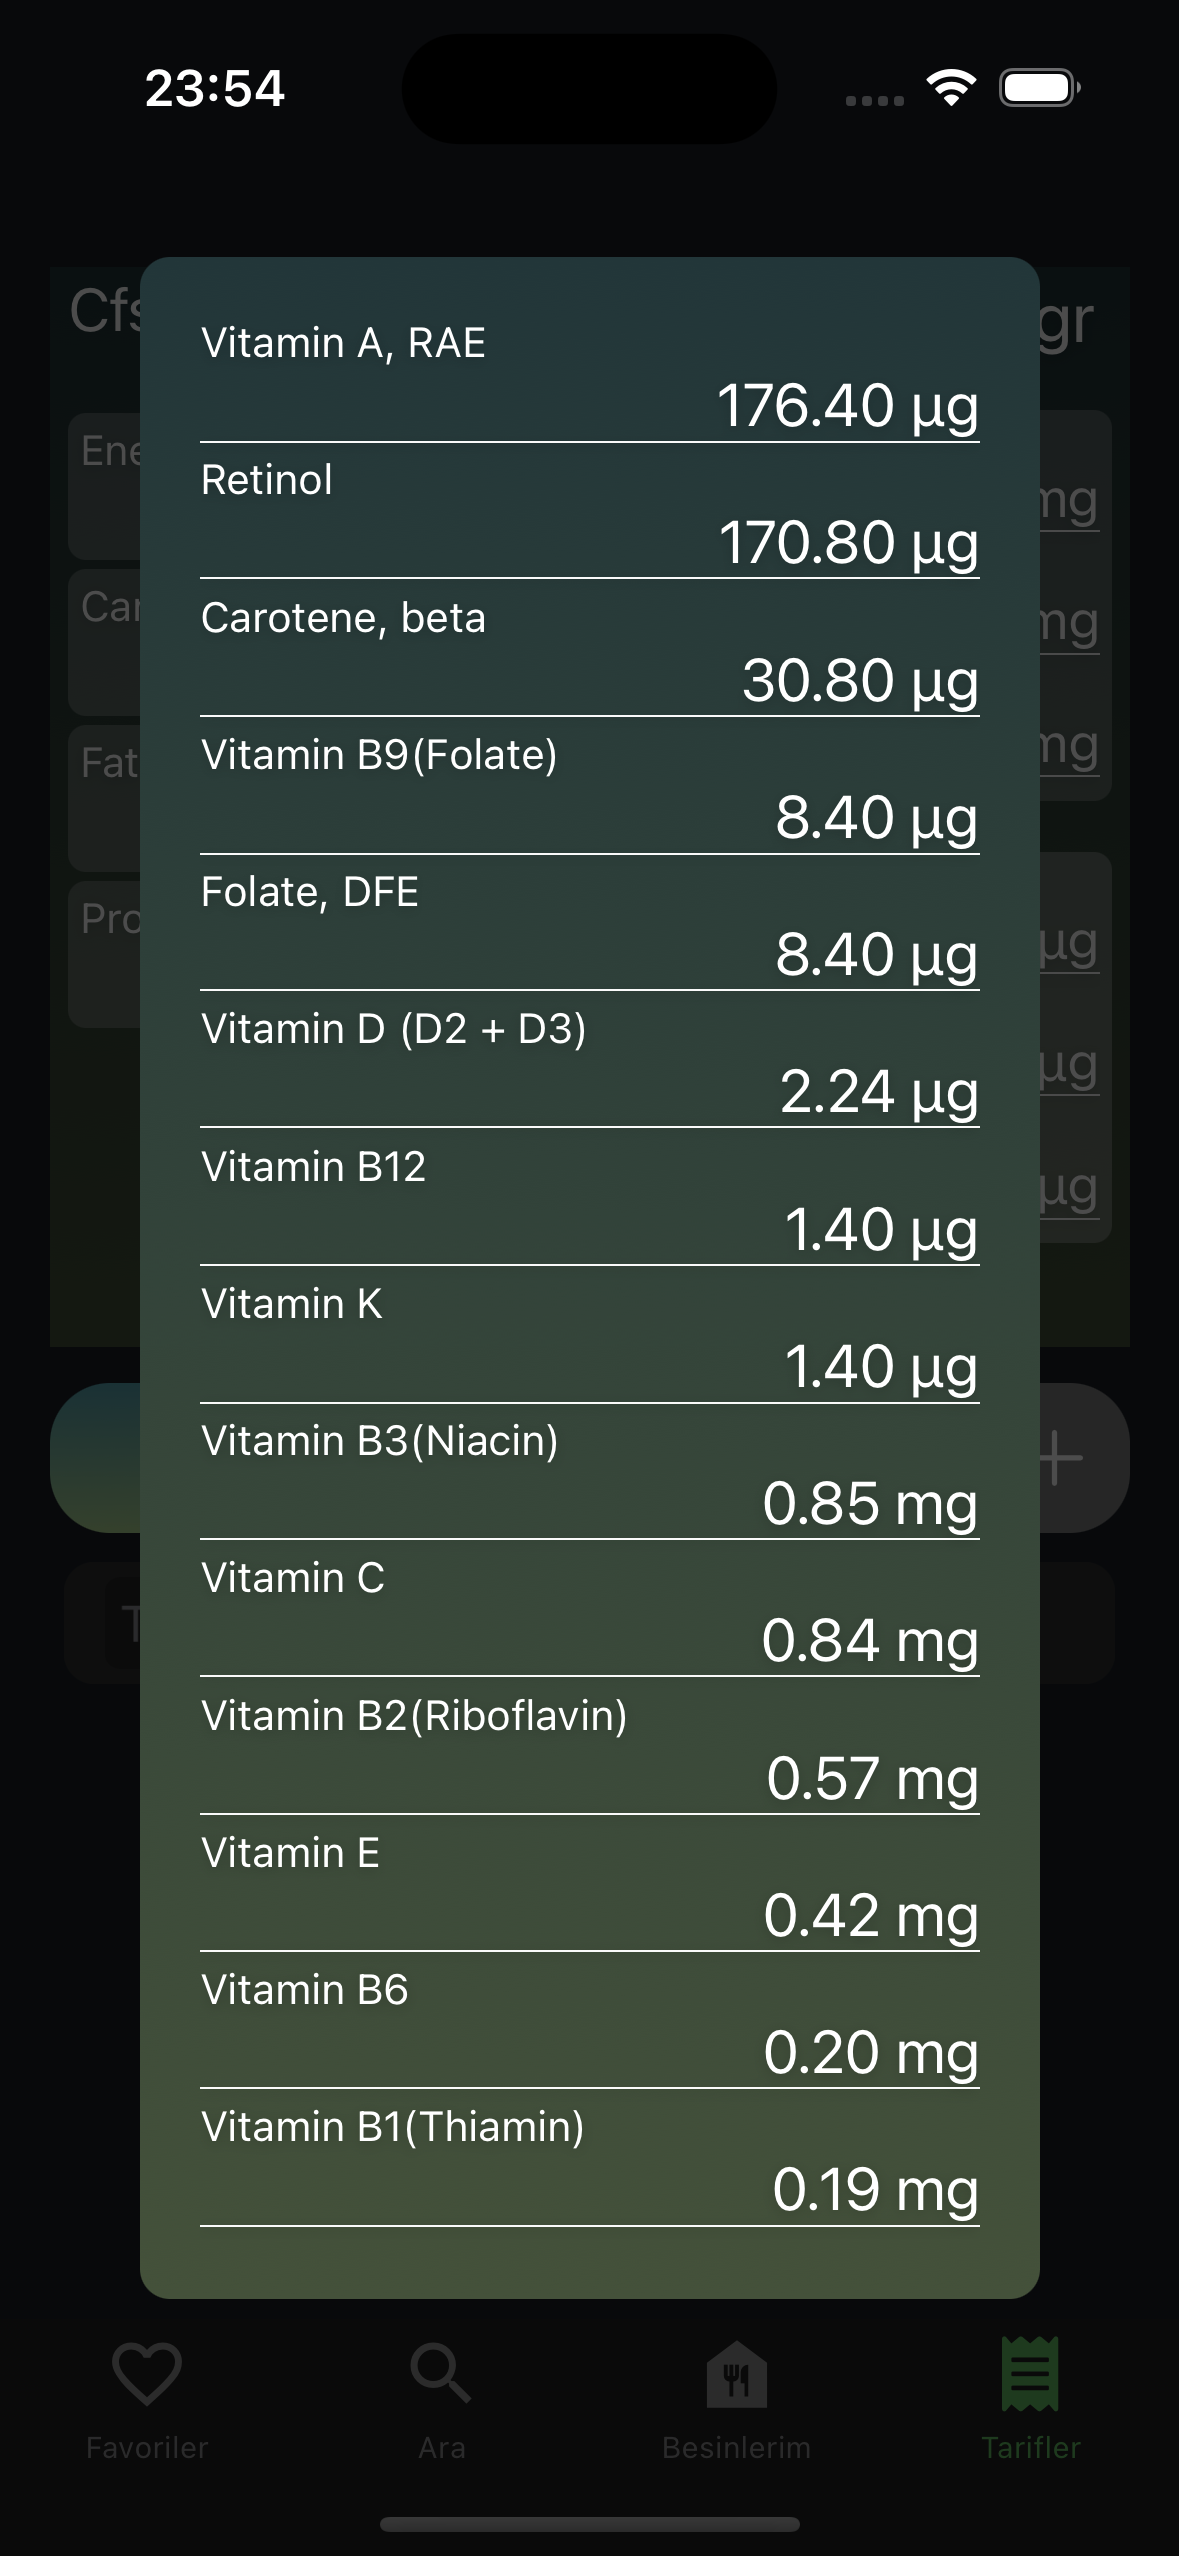 23:54
Cfs
gr
Vitamin A, RAE
176.40 µg
Retinol
170.80 µg
Carotene, beta
30.80 µg
Vitamin B9(Folate)
8.40 µg
Folate, DFE
8.40 µg
Vitamin D (D2 + D3)
2.24 µg
Vitamin B12
1.40 µg
Vitamin K
1.40 µg
Vitamin B3(Niacin)
0.85 mg
Vitamin C
0.84 mg
Vitamin B2(Riboflavin)
0.57 mg
Vitamin E
0.42 mg
Vitamin B6
0.20 mg
Vitamin B1(Thiamin)
0.19 mg
Ene
Car
Fat
Pro
mg
mg
mg
µg
µg
µg
Favoriler
Ara
Besinlerim
Tarifler